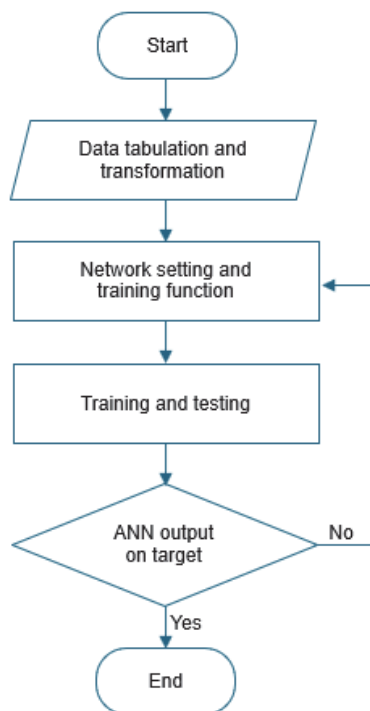 Start
Data tabulation and
transformation
Network setting and
training function
Training and testing
ANN output
on target
No
Yes
End